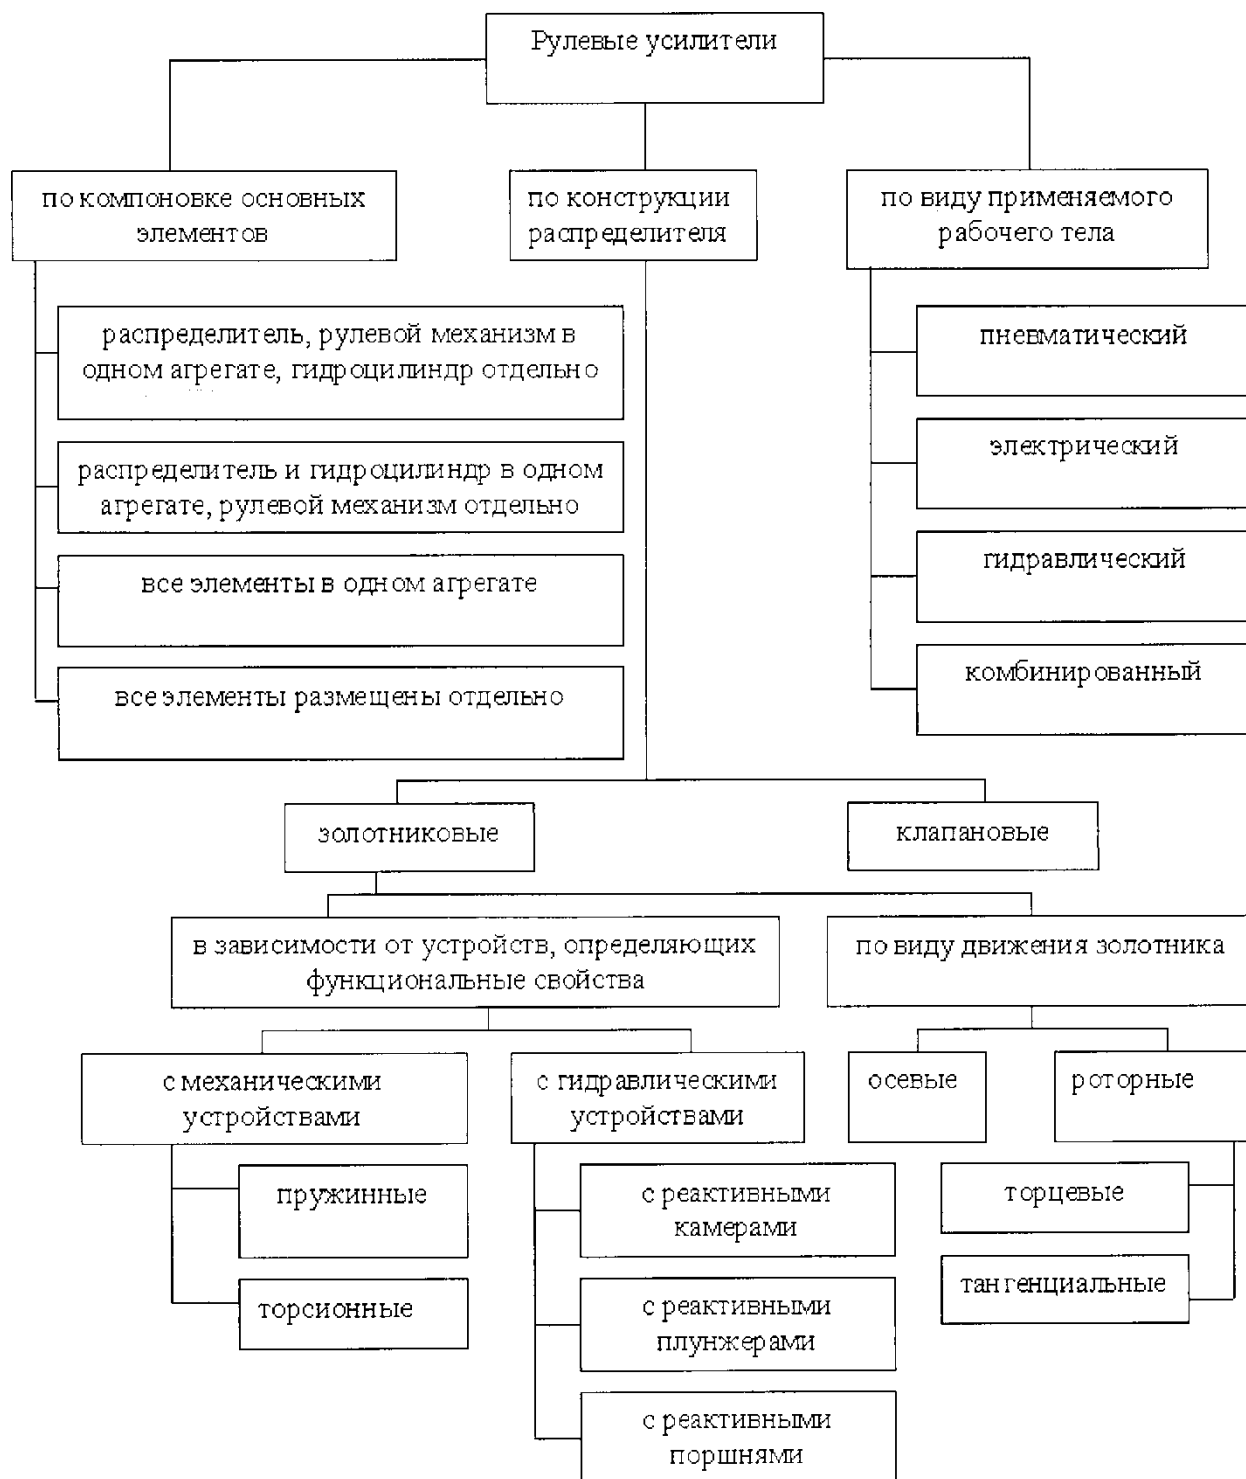 Рулевые усилители
по компоновке основных
элементов
по конструкции
распределителя
по виду применяемого
рабочего тела
распределитель, рулевой механизм в
одном агрегате, гидроцилиндр отдельно
распределитель и гидроцилиндр в одном
агрегате, рулевой механизм отдельно
все элементы в одном агрегате
все элементы размещены отдельно
пневматический
электрический
гидравлический
комбинированный
золотниковые
клапановые
в зависимости от устройств, определяющих
функциональные свойства
по виду движения золотника
с механическими
устройствами
с гидравлическими
устройствами
осевые
роторные
пружинные
торсионные
с реактивными
камерами
с реактивными
плунжерами
с реактивными
поршнями
торцевые
тангенциальные